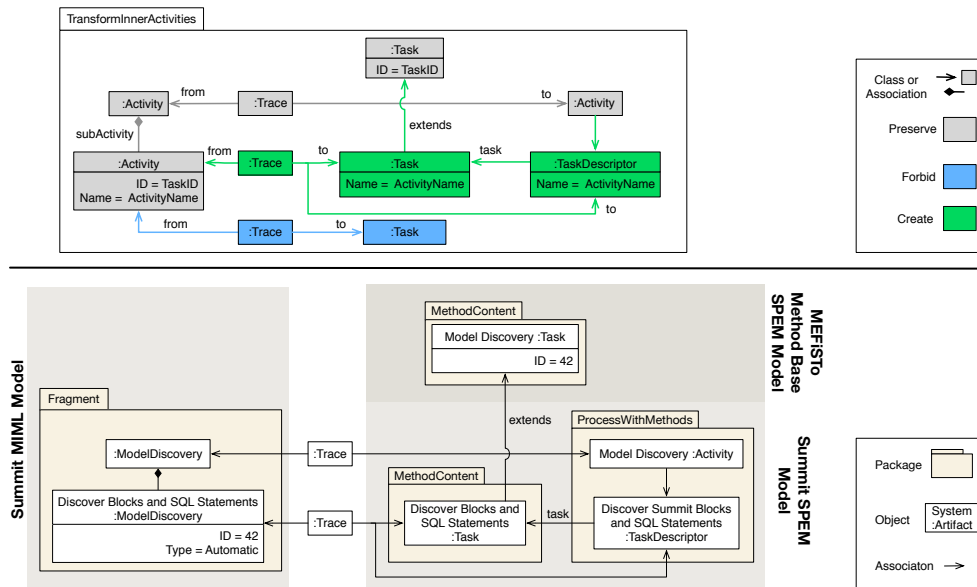 TransformInnerActivities
:Task
ID = TaskID
:Activity
from
:Trace
to
:Activity
subActivity
extends
:Activity
ID = TaskID
Name = ActivityName
from
:Trace
to
:Task
Name = ActivityName
task
:TaskDescriptor
Name = ActivityName
to
from
:Trace
to
:Task
Class or
Association
Preserve
Forbid
Create
Summit MIML Model
Fragment
:ModelDiscovery
Discover Blocks and SQL Statements
:ModelDiscovery
ID = 42
Type = Automatic
:Trace
:Trace
MethodContent
Model Discovery :Task
ID = 42
extends
MethodContent
Discover Blocks and
SQL Statements
:Task
task
ProcessWithMethods
Model Discovery :Activity
Discover Summit Blocks
and SQL Statements
:TaskDescriptor
MEFiSTo
Method Base
SPEM Model
Summit SPEM
Model
Package
Object
System
:Artifact
Associaton